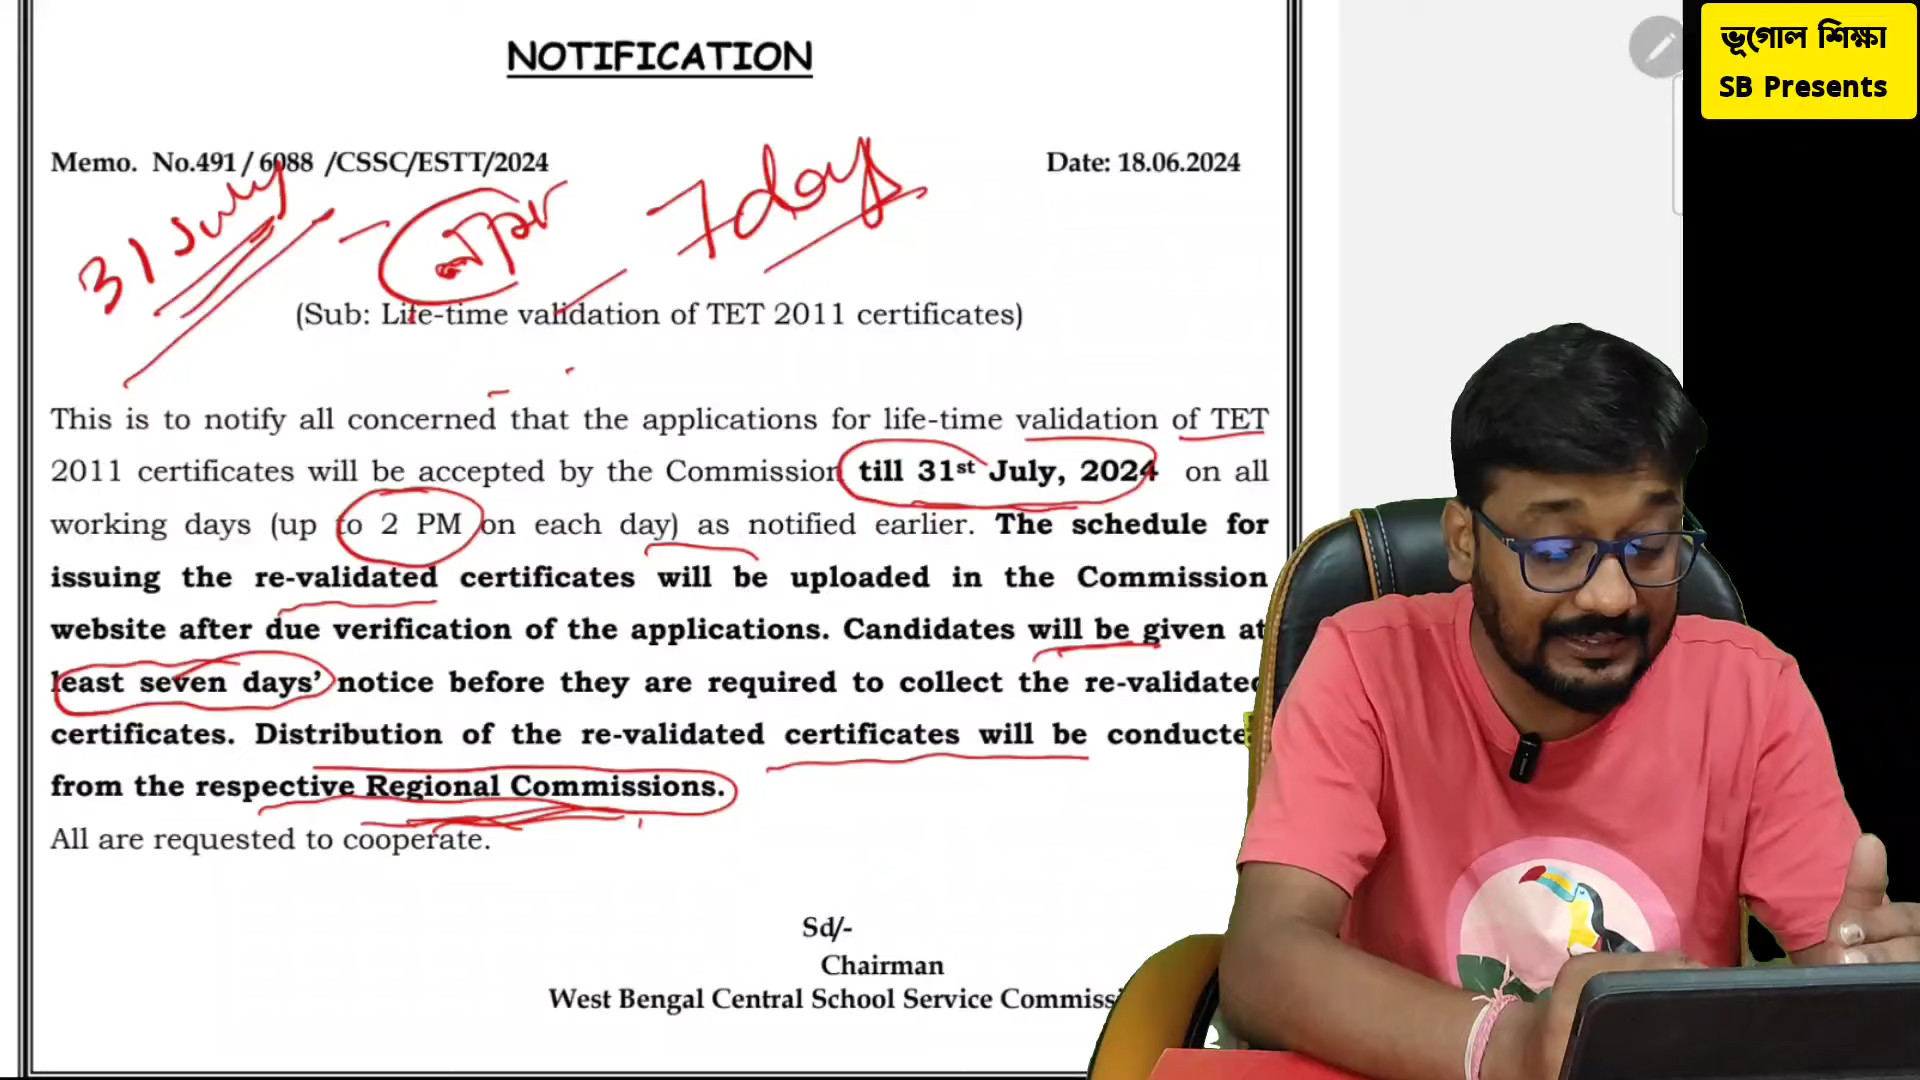 NOTIFICATION
ভূগোল শিক্ষা
SB Presents
Memo. No.491 / 6088 /CSSC/ESTT/2024
Date: 18.06.2024
31 July
7 days
(Sub: Life-time validation of TET 2011 certificates)
This is to notify all concerned that the applications for life-time validation of TET
2011 certificates will be accepted by the Commission till 31st July, 2024 on all
working days (up to 2 PM on each day) as notified earlier. The schedule for
issuing the re-validated certificates will be uploaded in the Commission
website after due verification of the applications. Candidates will be given at
least seven days’ notice before they are required to collect the re-validated
certificates. Distribution of the re-validated certificates will be conducte
from the respective Regional Commissions.
All are requested to cooperate.
Sd/-
Chairman
West Bengal Central School Service Commiss